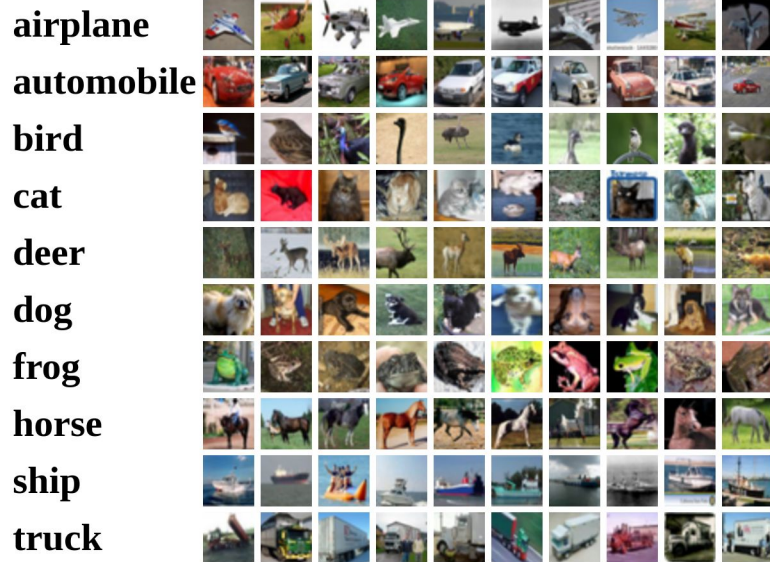 airplane
automobile
bird
cat
deer
dog
frog
horse
ship
truck